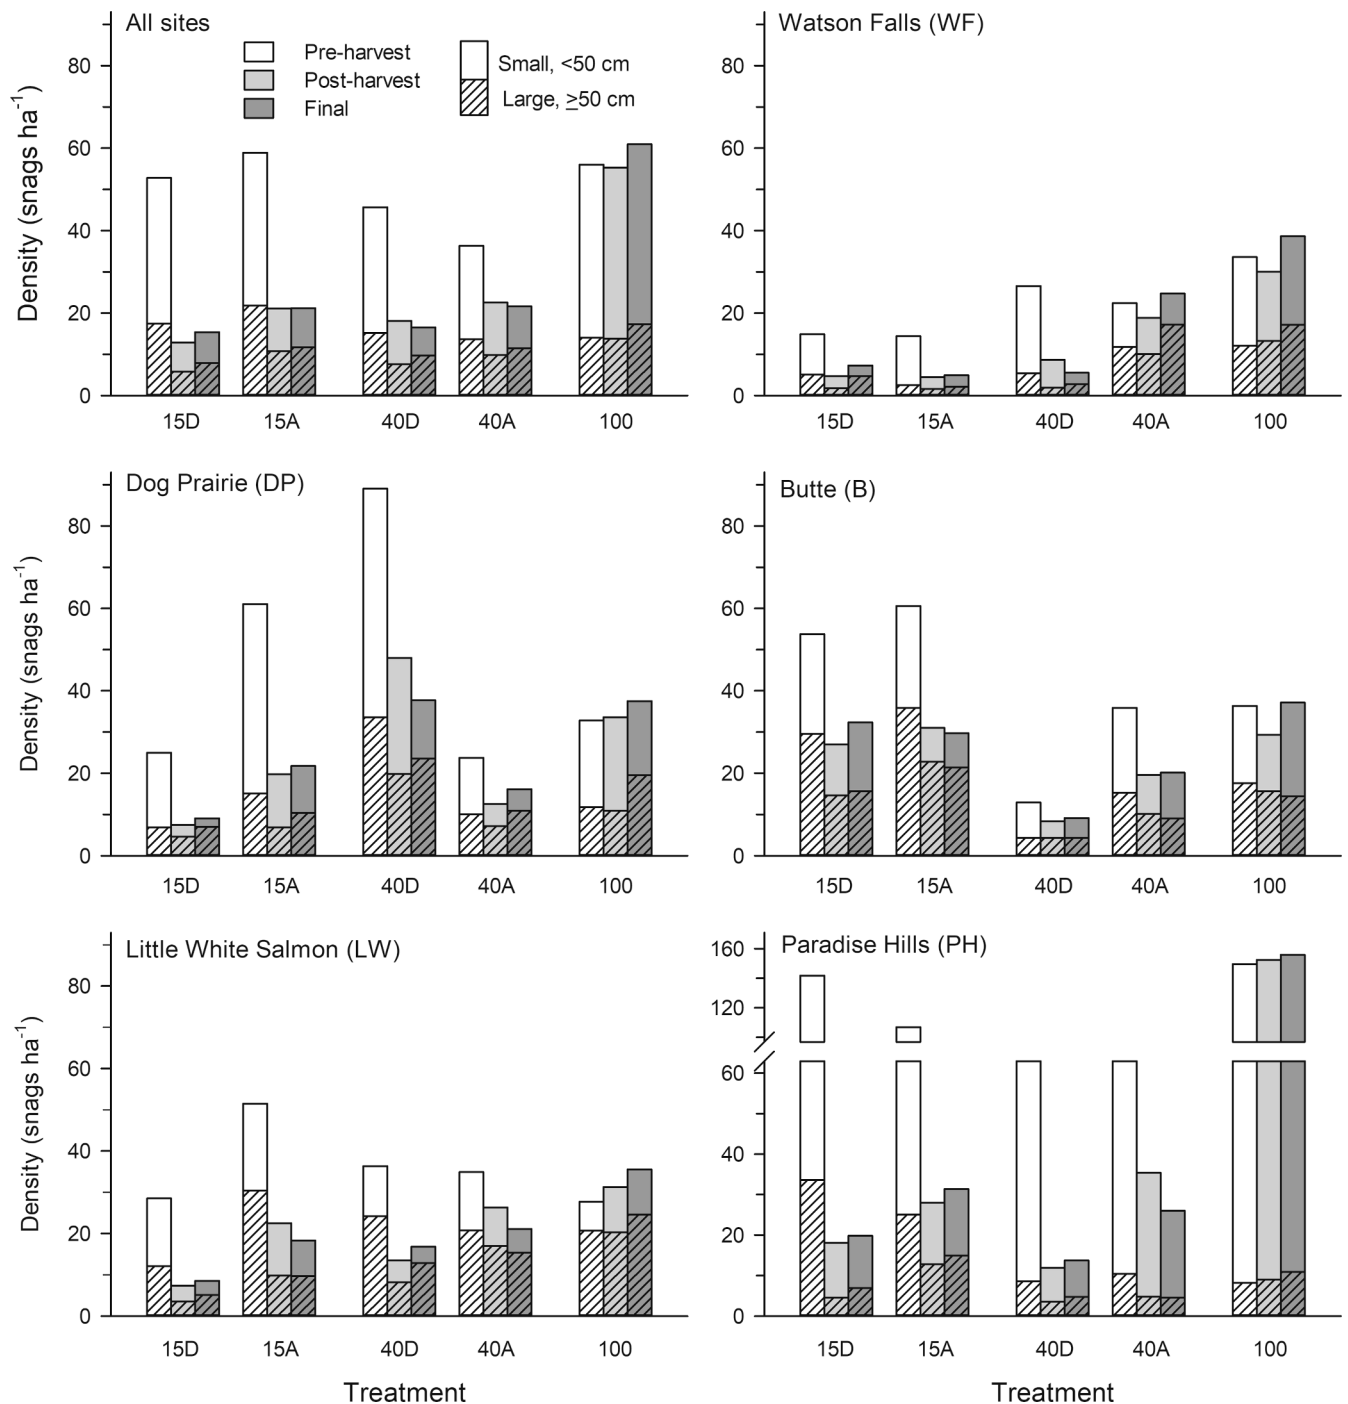 All sites
Pre-harvest
Post-harvest
Final
Small, <50 cm
Large, ≥50 cm
Density (snags ha⁻¹)
80
60
40
20
0
15D 15A 40D 40A 100
Watson Falls (WF)
80
60
40
20
0
15D 15A 40D 40A 100
Dog Prairie (DP)
Density (snags ha⁻¹)
80
60
40
20
0
15D 15A 40D 40A 100
Butte (B)
80
60
40
20
0
15D 15A 40D 40A 100
Little White Salmon (LW)
Density (snags ha⁻¹)
80
60
40
20
0
15D 15A 40D 40A 100
Treatment
Paradise Hills (PH)
160
120
60
40
20
0
15D 15A 40D 40A 100
Treatment